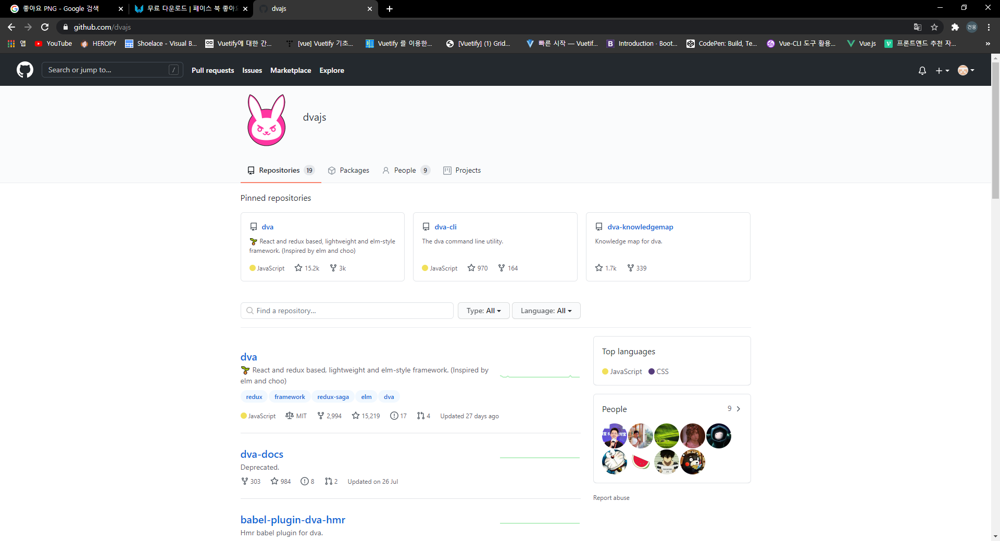 좋아요 PNG - Google 검색
무료 다운로드 | 페이스 북 좋아요
dvajs
github.com/dvajs
건웅
앱
YouTube
HEROPY
Shoelace - Visual B...
Vuetify에 대한 간...
[vue] Vuetify 기초...
Vuetify 를 이용한...
[Vuetify] (1) Grid...
빠른 시작 — Vuetif...
Introduction · Boot...
CodePen: Build, Te...
Vue-CLI 도구 활용...
Vue.js
프론트엔드 추천 자...
»
Search or jump to...
/
Pull requests
Issues
Marketplace
Explore
dvajs
Repositories 19
Packages
People 9
Projects
Pinned repositories
dva
React and redux based, lightweight and elm-style
framework. (Inspired by elm and choo)
JavaScript 15.2k 3k
dva-cli
The dva command line utility.
JavaScript 970 164
dva-knowledgemap
Knowledge map for dva.
1.7k 339
Find a repository...
Type: All
Language: All
dva
React and redux based, lightweight and elm-style framework. (Inspired by
elm and choo)
redux framework redux-saga elm dva
JavaScript MIT 2,994 15,219 17 4 Updated 27 days ago
dva-docs
Deprecated.
303 984 8 2 Updated on 26 Jul
babel-plugin-dva-hmr
Hmr babel plugin for dva.
Top languages
JavaScript CSS
People 9
Report abuse